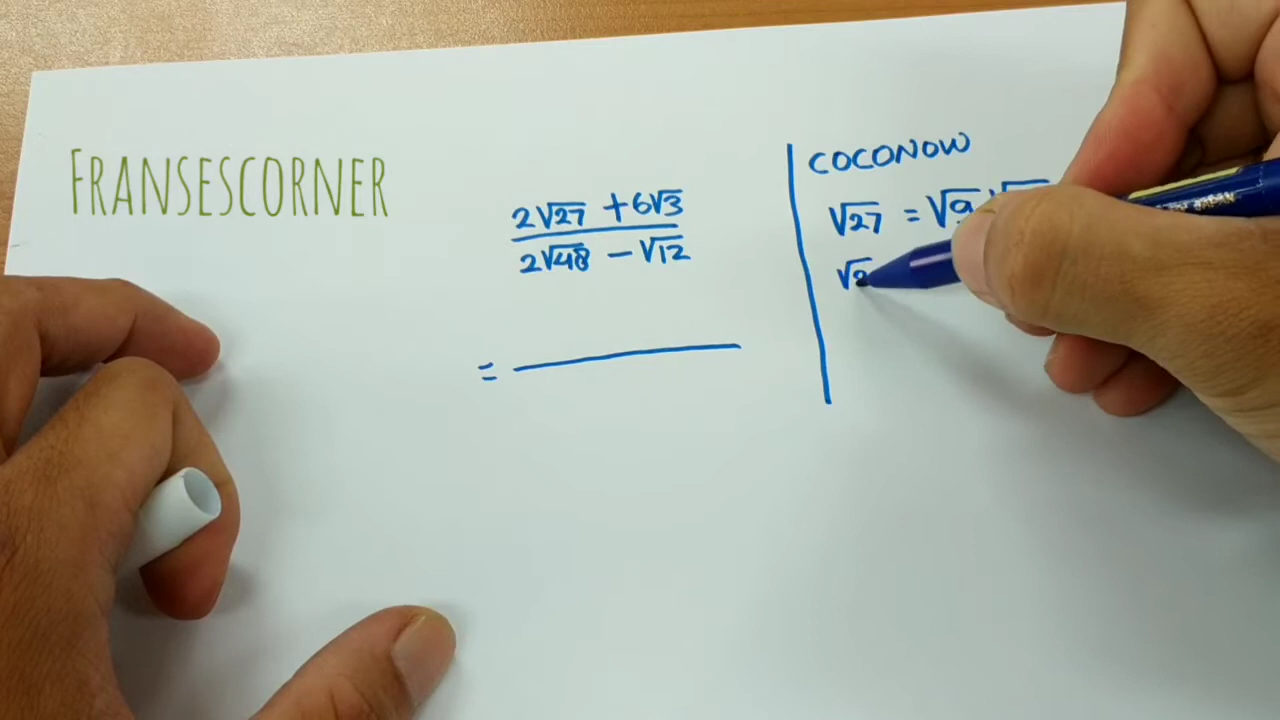 FRANSESCORNER
2√27 + 6√3
2√48 − √12
=
COCONOW
√27 = √9